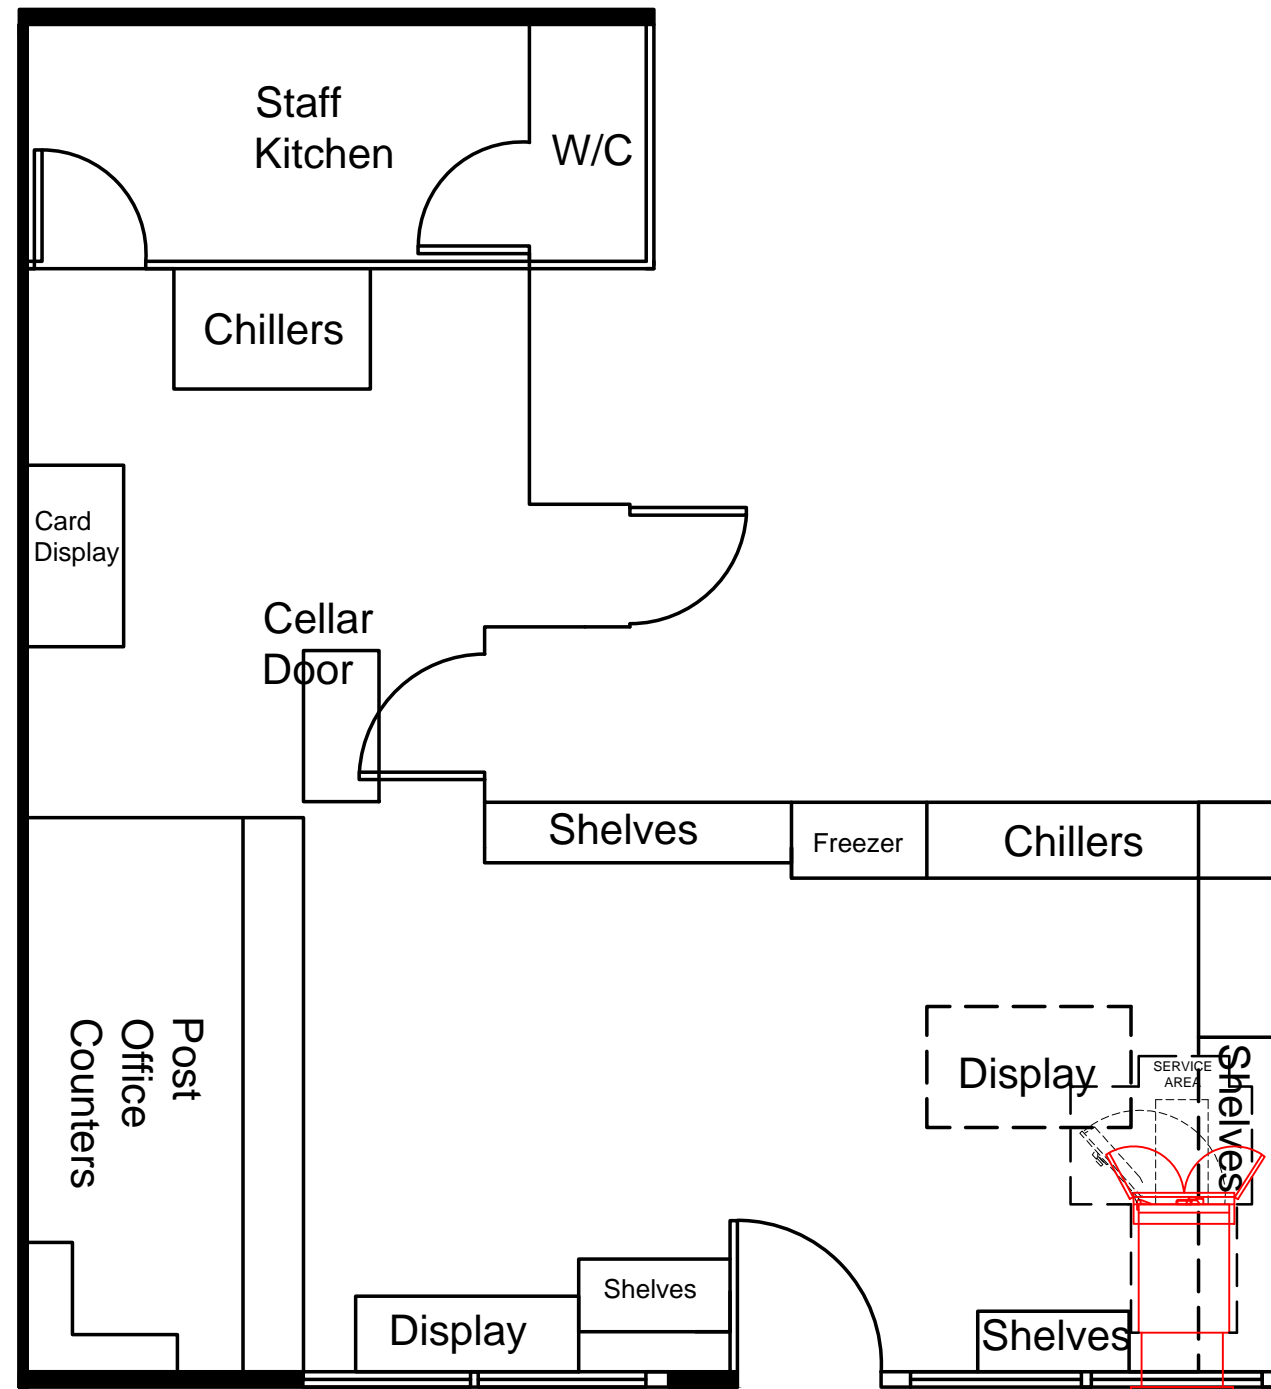 Staff
Kitchen
W/C
Chillers
Card
Display
Cellar
Door
Shelves
Freezer
Chillers
Post
Office
Counters
Display
SERVICE
AREA
Shelves
Shelves
Display
Shelves